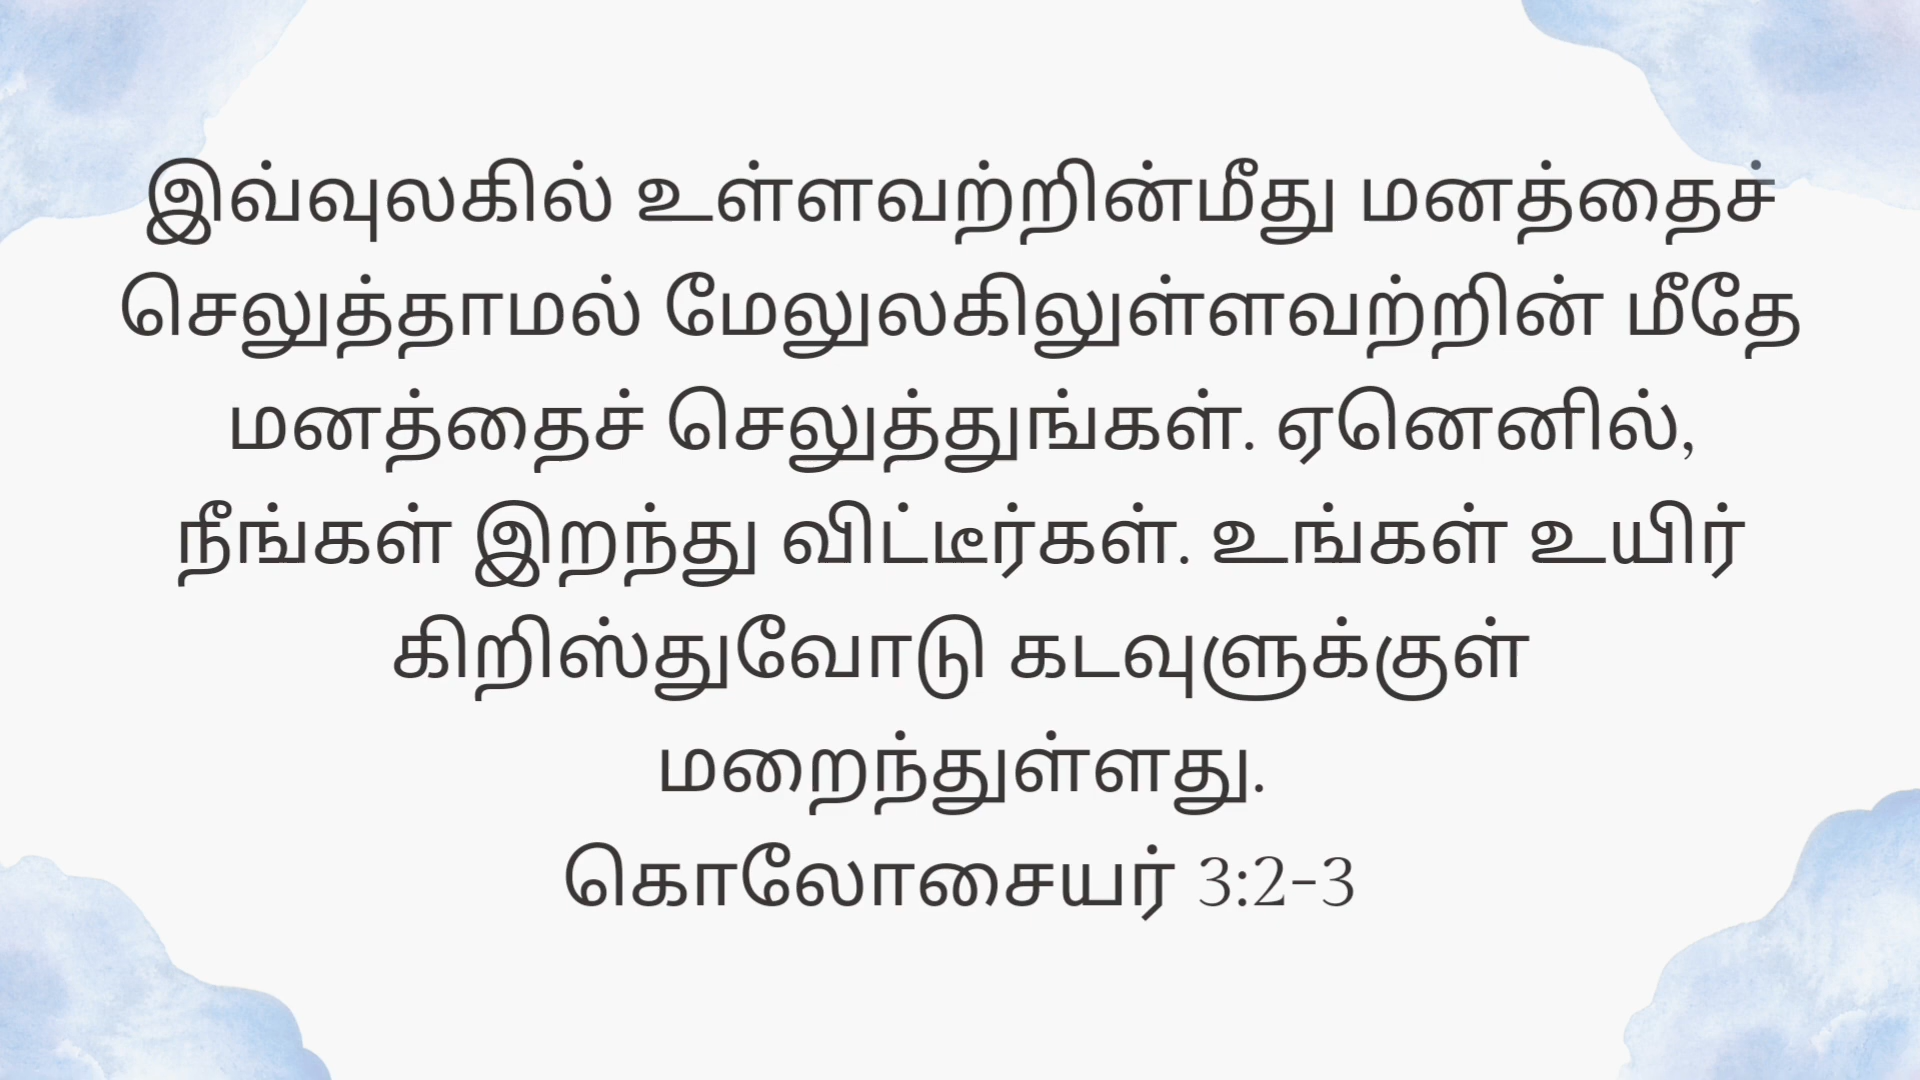 இவ்வுலகில் உள்ளவற்றின்மீது மனத்தைச்
செலுத்தாமல் மேலுலகிலுள்ளவற்றின் மீதே
மனத்தைச் செலுத்துங்கள். ஏனெனில்,
நீங்கள் இறந்து விட்டீர்கள். உங்கள் உயிர்
கிறிஸ்துவோடு கடவுளுக்குள்
மறைந்துள்ளது.
கொலோசையர் 3:2-3